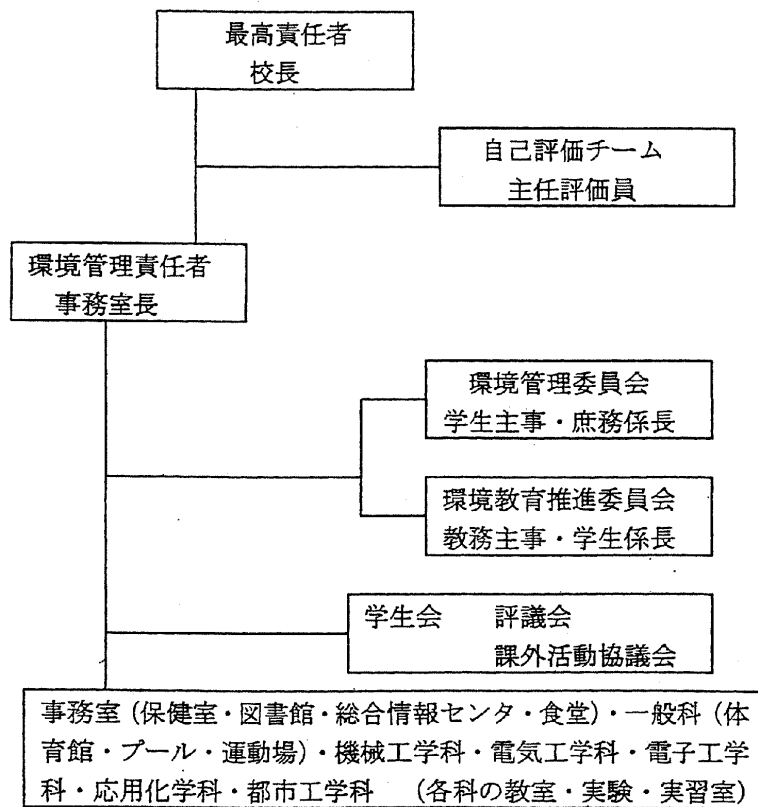 最高責任者
校長
自己評価チーム
主任評価員
環境管理責任者
事務室長
環境管理委員会
学生主事・庶務係長
環境教育推進委員会
教務主事・学生係長
学生会　　評議会
課外活動協議会
事務室(保健室・図書館・総合情報センタ・食堂)・一般科(体
育館・プール・運動場)・機械工学科・電気工学科・電子工学
科・応用化学科・都市工学科　(各科の教室・実験・実習室)